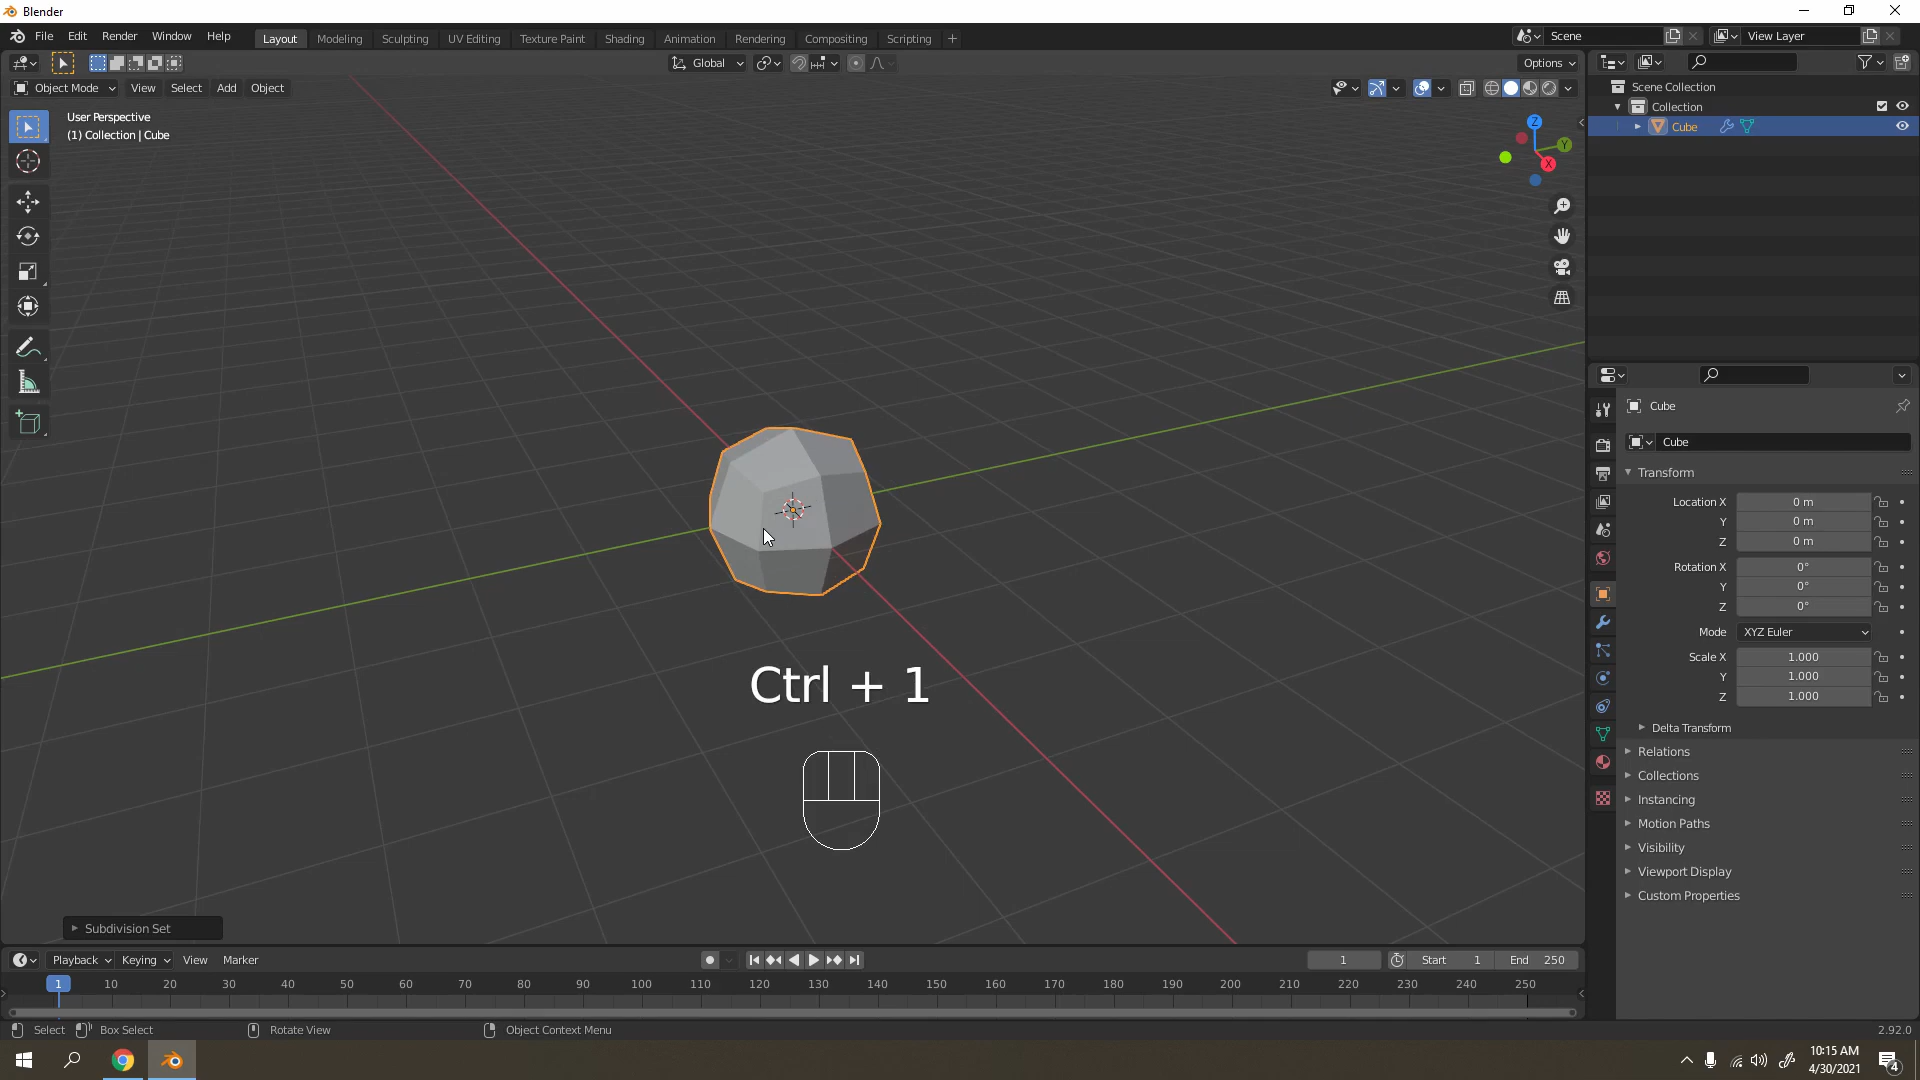 Blender
File Edit Render Window Help
Layout Modeling Sculpting UV Editing Texture Paint Shading Animation Rendering Compositing Scripting +
Scene
View Layer
Global
Options
Object Mode View Select Add Object
User Perspective
(1) Collection | Cube
Z
Y
X
Scene Collection
Collection
Cube
Cube
Cube
Transform
Location X 0 m
Y 0 m
Z 0 m
Rotation X 0°
Y 0°
Z 0°
Mode XYZ Euler
Scale X 1.000
Y 1.000
Z 1.000
Delta Transform
Relations
Collections
Instancing
Motion Paths
Visibility
Viewport Display
Custom Properties
Ctrl + 1
Subdivision Set
Playback Keying View Marker
1 Start 1 End 250
1 10 20 30 40 50 60 70 80 90 100 110 120 130 140 150 160 170 180 190 200 210 220 230 240 250
Select Box Select Rotate View Object Context Menu 2.92.0
10:15 AM
4/30/2021
4